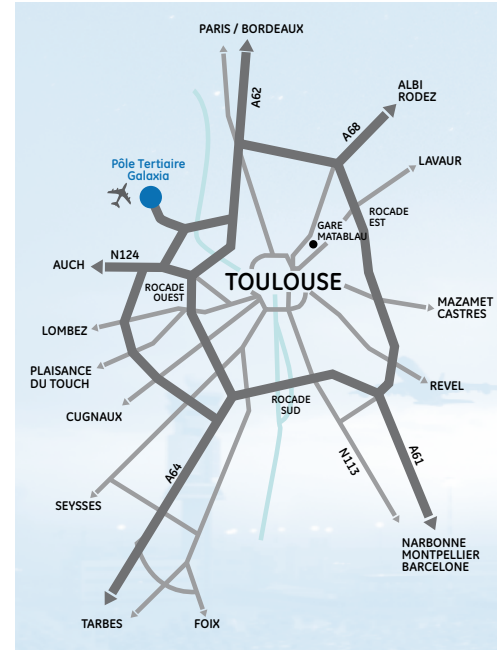 PARIS / BORDEAUX
A62
ALBI
RODEZ
A68
LAVAUR
Pôle Tertiaire
Galaxia
ROCADE
EST
GARE
MATABLAU
N124
AUCH
TOULOUSE
ROCADE
OUEST
MAZAMET
CASTRES
LOMBEZ
PLAISANCE
DU TOUCH
REVEL
CUGNAUX
ROCADE
SUD
A64
N113
A61
SEYSSES
NARBONNE
MONTPELLIER
BARCELONE
TARBES
FOIX